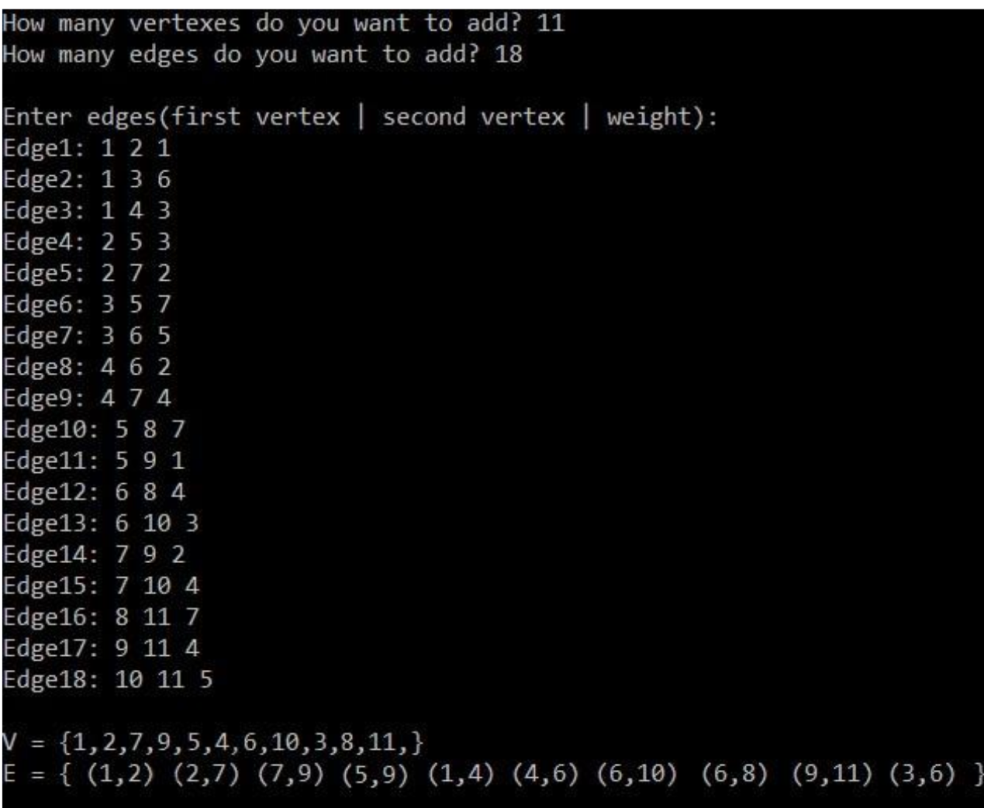 How many vertexes do you want to add? 11
How many edges do you want to add? 18
Enter edges(first vertex | second vertex | weight):
Edge1: 1 2 1
Edge2: 1 3 6
Edge3: 1 4 3
Edge4: 2 5 3
Edge5: 2 7 2
Edge6: 3 5 7
Edge7: 3 6 5
Edge8: 4 6 2
Edge9: 4 7 4
Edge10: 5 8 7
Edge11: 5 9 1
Edge12: 6 8 4
Edge13: 6 10 3
Edge14: 7 9 2
Edge15: 7 10 4
Edge16: 8 11 7
Edge17: 9 11 4
Edge18: 10 11 5
V = {1,2,7,9,5,4,6,10,3,8,11,}
E = { (1,2) (2,7) (7,9) (5,9) (1,4) (4,6) (6,10) (6,8) (9,11) (3,6) }